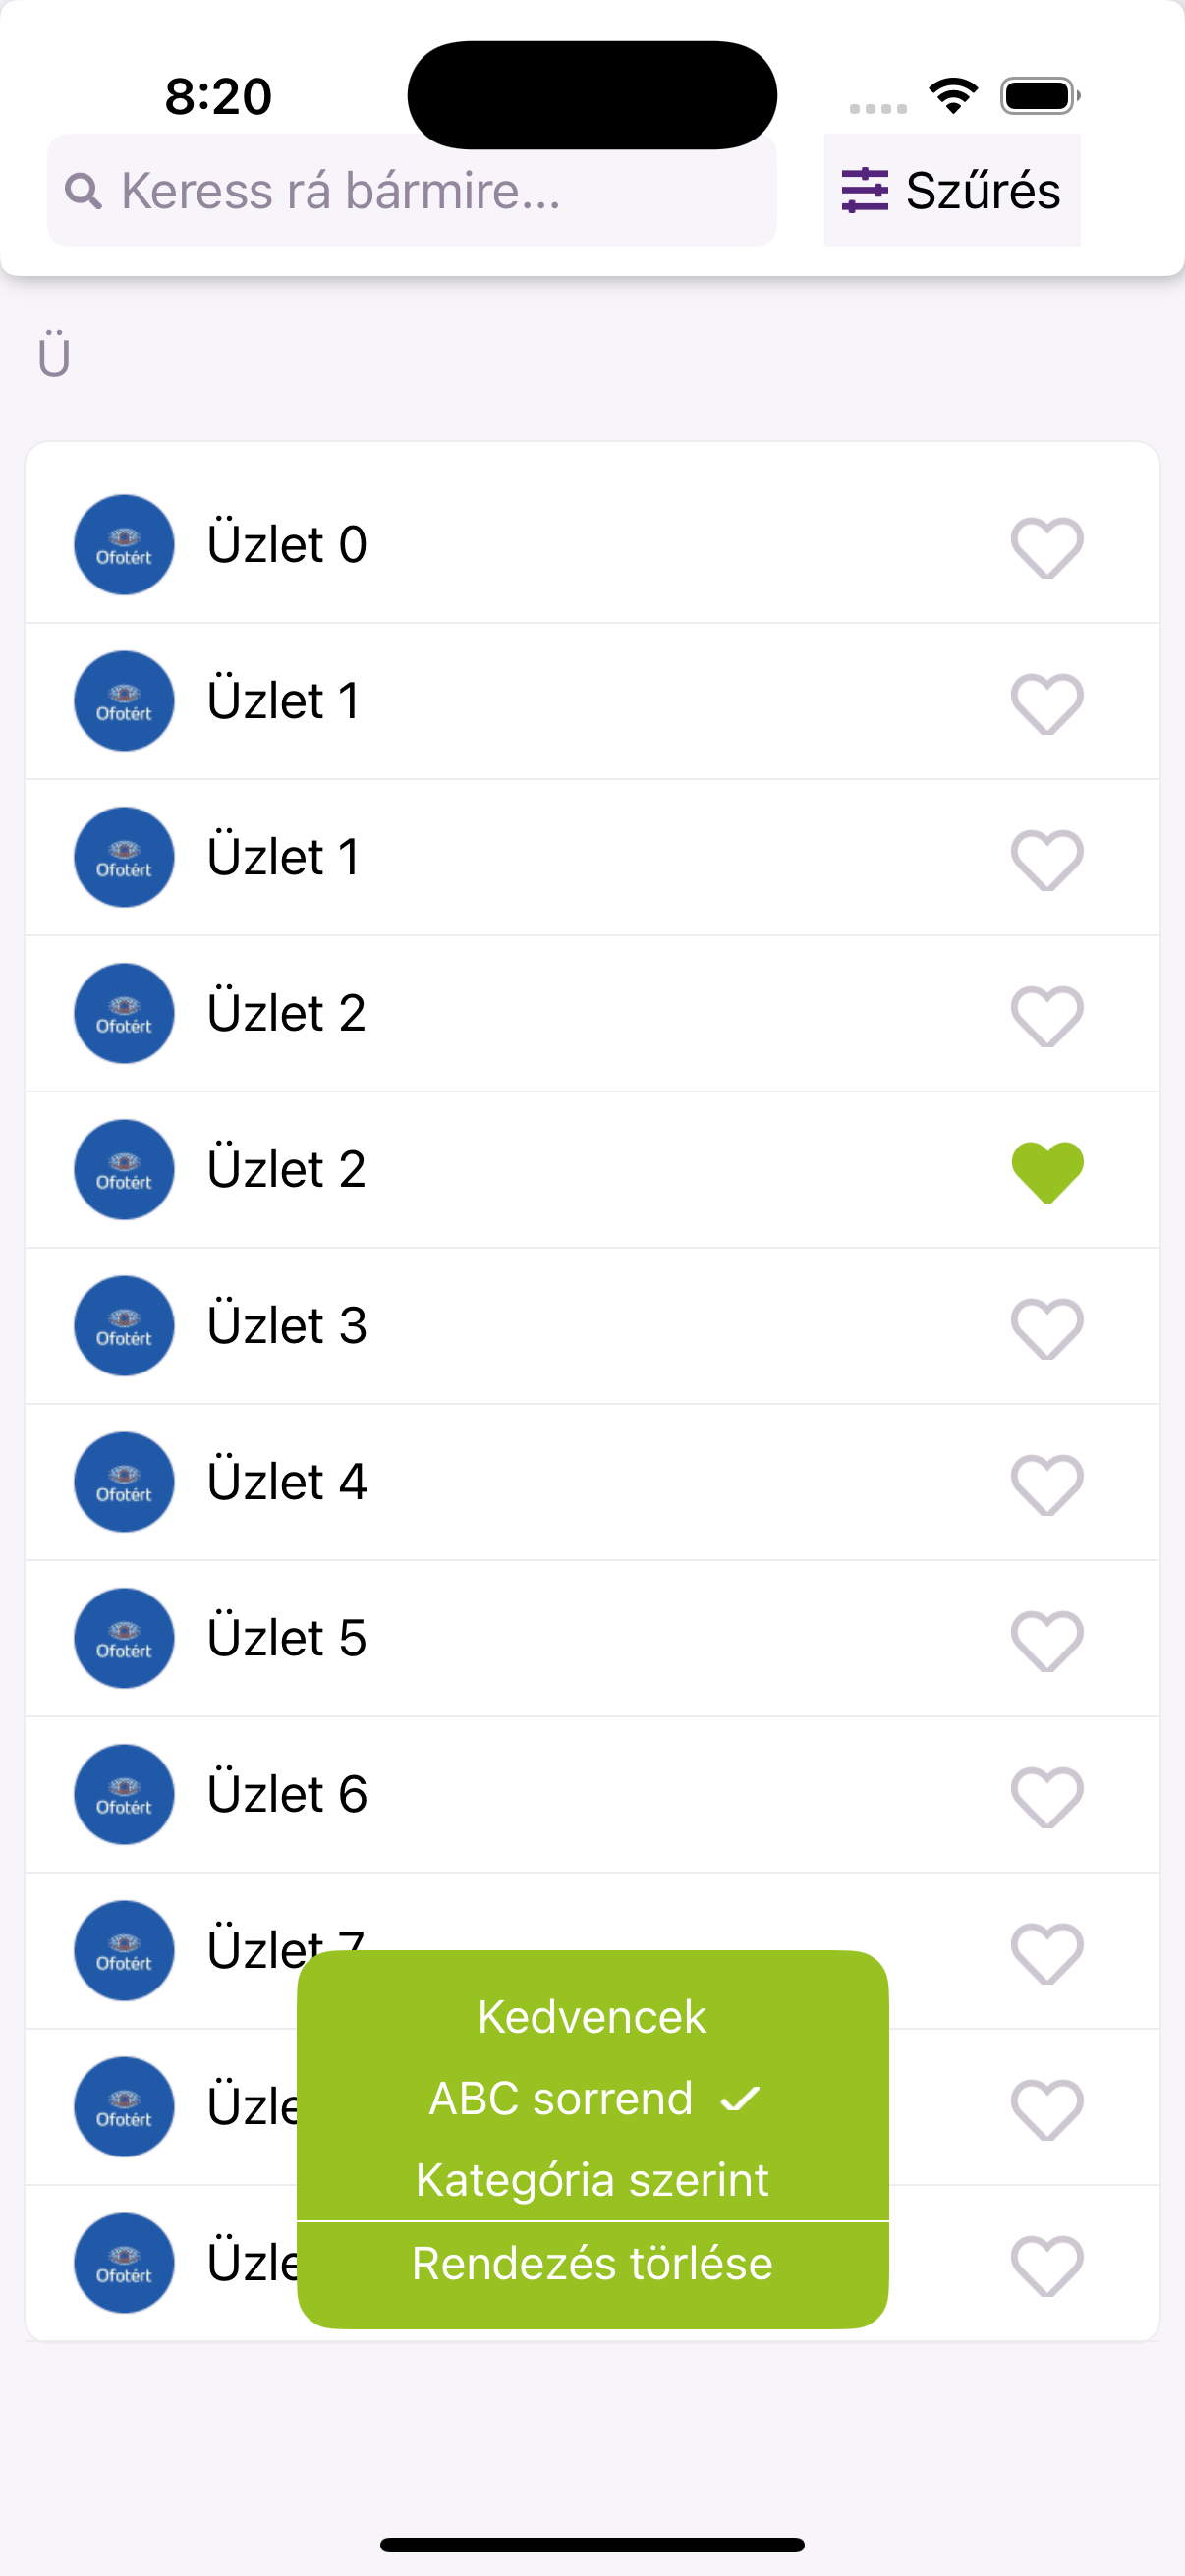 8:20
Keress rá bármire...
Szűrés
Ü
Ofotért Üzlet 0
Ofotért Üzlet 1
Ofotért Üzlet 1
Ofotért Üzlet 2
Ofotért Üzlet 2
Ofotért Üzlet 3
Ofotért Üzlet 4
Ofotért Üzlet 5
Ofotért Üzlet 6
Ofotért Üzlet 7
Ofotért
Ofotért
Kedvencek
ABC sorrend
Kategória szerint
Rendezés törlése